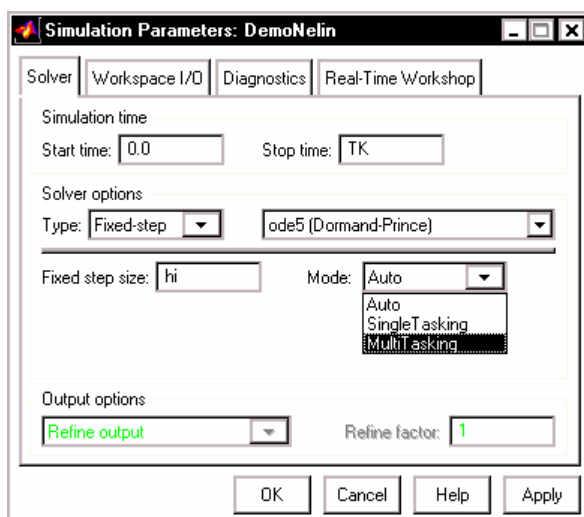 Simulation Parameters: DemoNelin
Solver Workspace I/O Diagnostics Real-Time Workshop
Simulation time
Start time: 0.0 Stop time: TK
Solver options
Type: Fixed-step ode5 (Dormand-Prince)
Fixed step size: hi Mode: Auto
Auto
SingleTasking
MultiTasking
Output options
Refine output Refine factor: 1
OK Cancel Help Apply